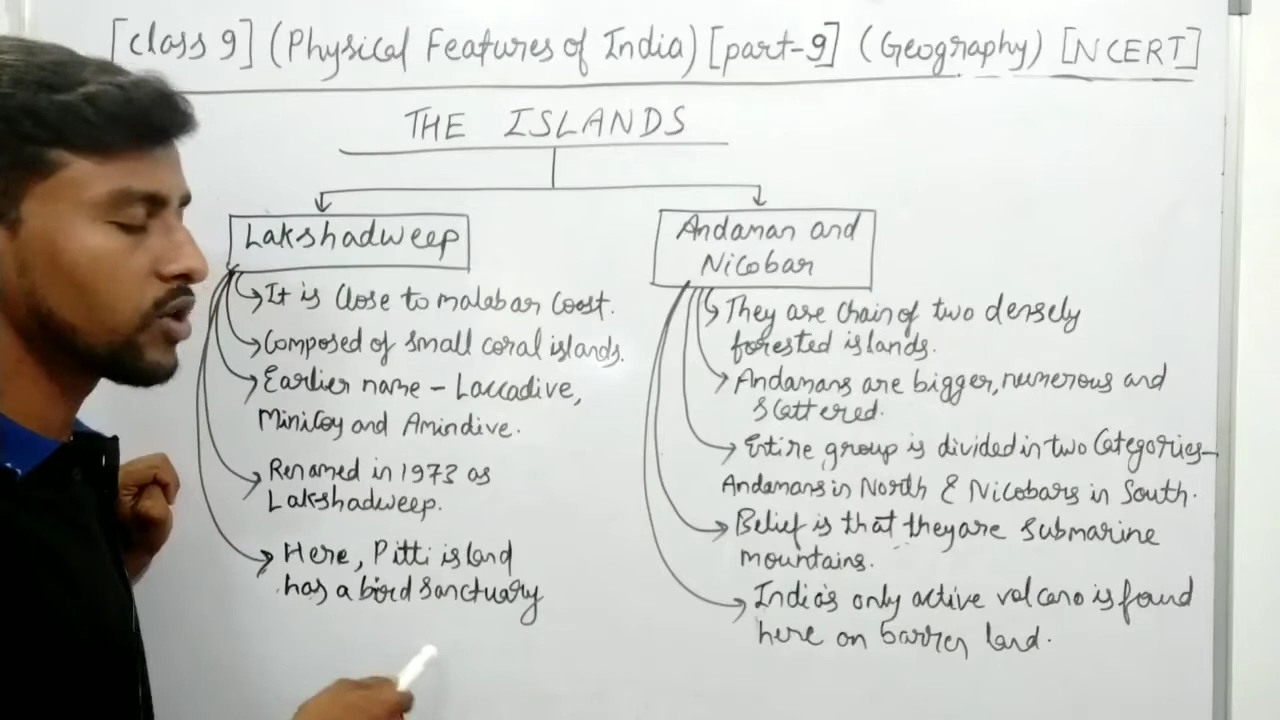 [Class 9] (Physical Features of India) [part-9] (Geography) [NCERT]
THE ISLANDS
Lakshadweep
It is Close to malabar Coost.
Composed of small coral islands.
Earlier name - Laccadive,
Minicoy and Amindive.
Renamed in 1973 as
Lakshadweep.
Here, Pitti island
has a bird sanctuary
Andaman and
Nicobar
They are Chain of two densely
forested islands.
Andamans are bigger, numerous and
scattered.
Entire group is divided in two Categories-
Andamans in North & Nicobars in South.
Belief is that they are submarine
mountains.
India's only active volcano is found
here on barren land.